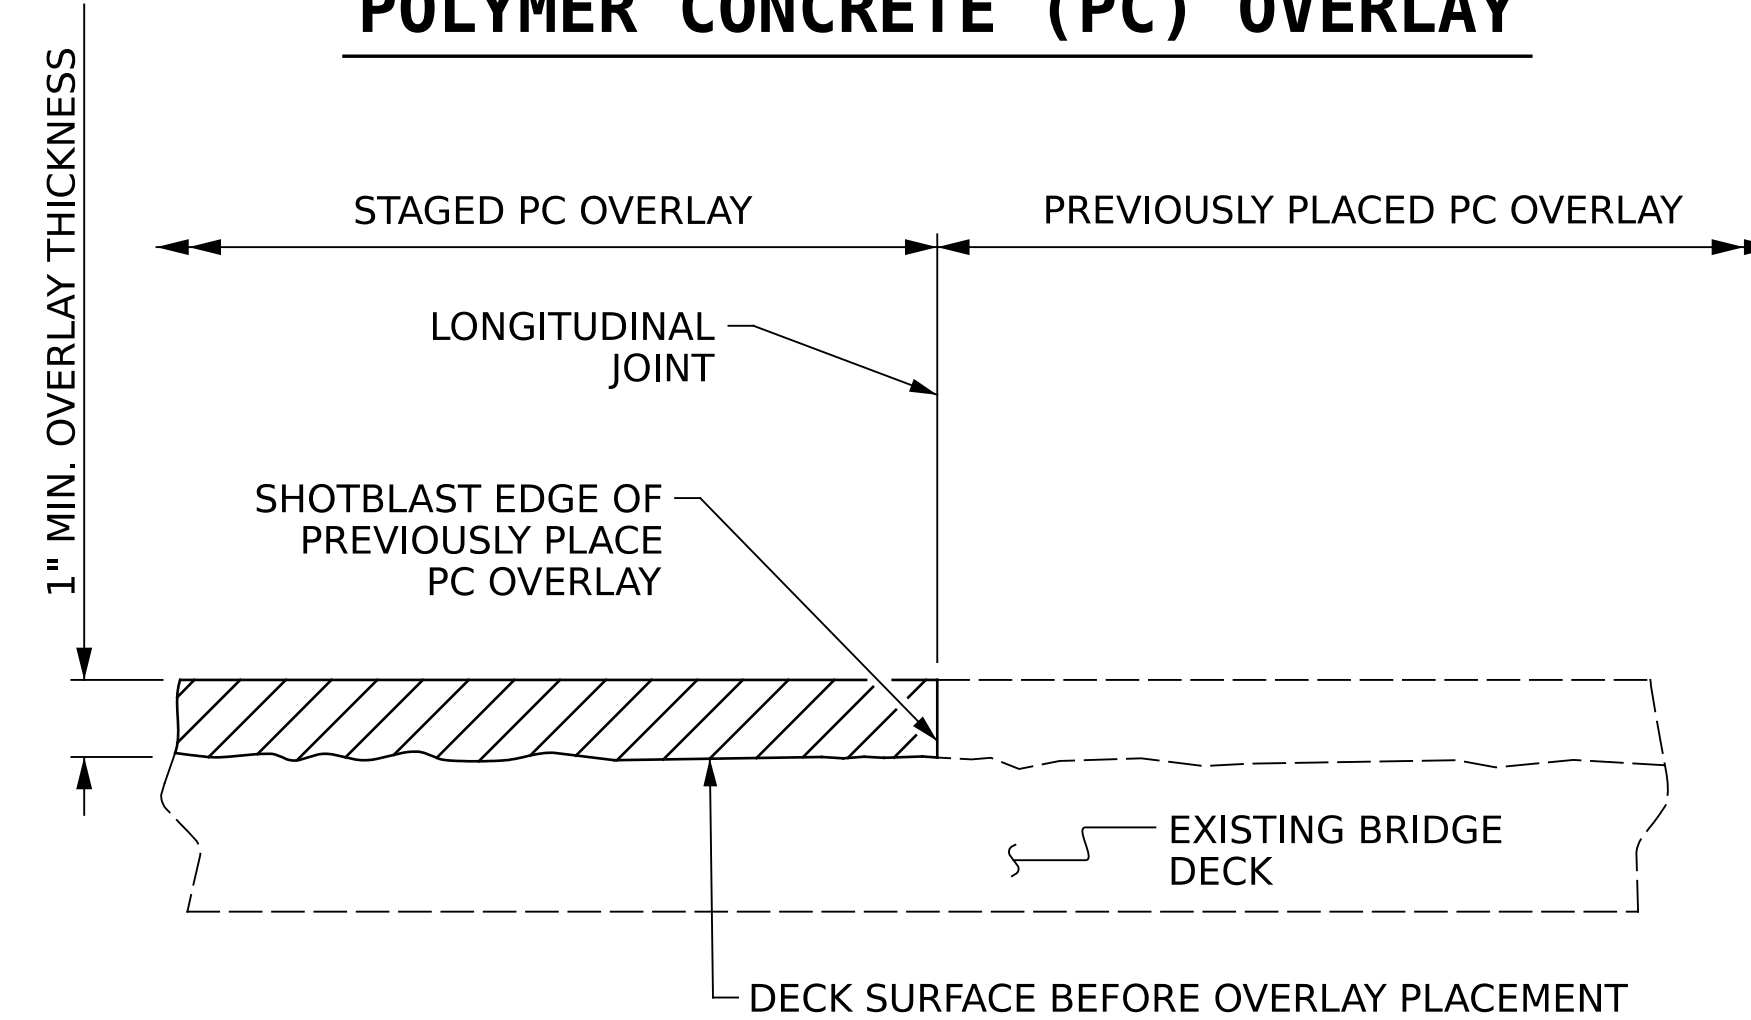 POLYMER CONCRETE (PC) OVERLAY
1" MIN. OVERLAY THICKNESS
STAGED PC OVERLAY
PREVIOUSLY PLACED PC OVERLAY
LONGITUDINAL
JOINT
SHOTBLAST EDGE OF
PREVIOUSLY PLACE
PC OVERLAY
EXISTING BRIDGE
DECK
DECK SURFACE BEFORE OVERLAY PLACEMENT